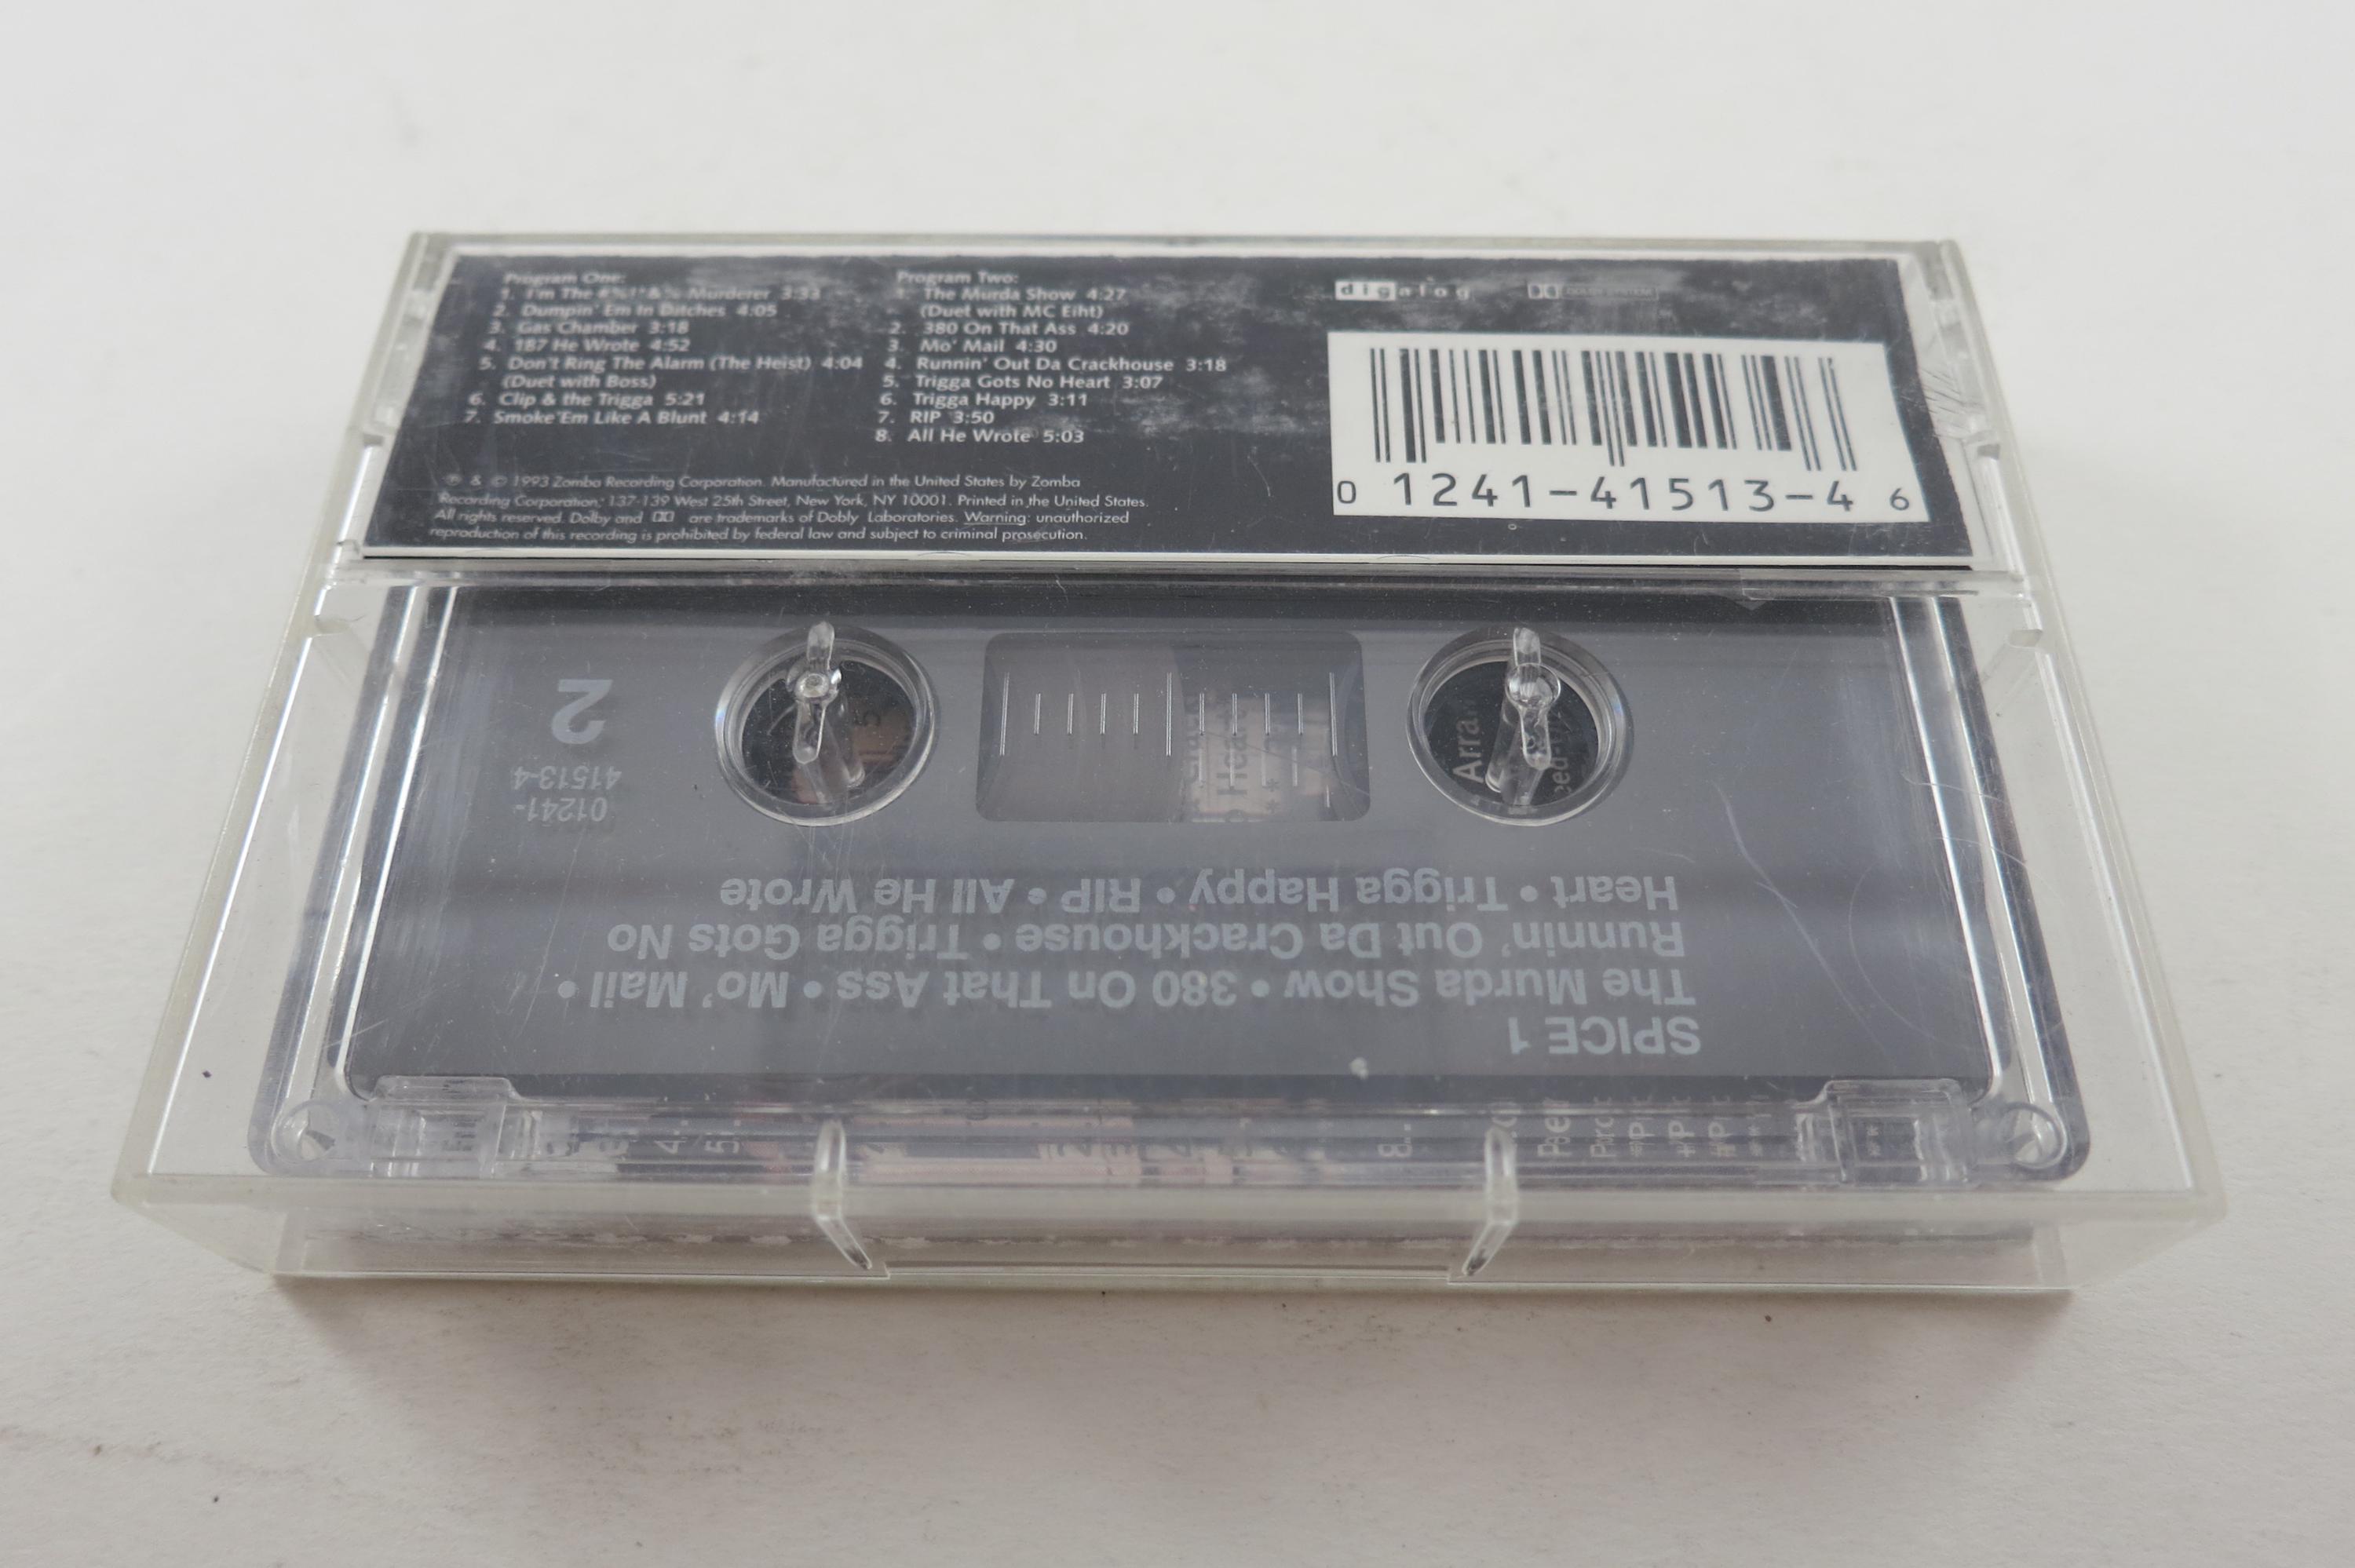 Program One:
1. I'm The #%!*&% Murderer 3:33
2. Dumpin' Em In Ditches 4:05
3. Gas Chamber 3:18
4. 187 He Wrote 4:52
5. Don't Ring The Alarm (The Heist) 4:04
(Duet with Boss)
6. Clip & the Trigga 5:21
7. Smoke'Em Like A Blunt 4:14
Program Two:
1. The Murda Show 4:27
(Duet with MC Eiht)
2. 380 On That Ass 4:20
3. Mo' Mail 4:30
4. Runnin' Out Da Crackhouse 3:18
5. Trigga Gots No Heart 3:07
6. Trigga Happy 3:11
7. RIP 3:50
8. All He Wrote 5:03
digalog
DOLBY SYSTEM
℗ & © 1993 Zomba Recording Corporation. Manufactured in the United States by Zomba
Recording Corporation; 137-139 West 25th Street, New York, NY 10001. Printed in the United States.
All rights reserved. Dolby and are trademarks of Dobly Laboratories. Warning: unauthorized
reproduction of this recording is prohibited by federal law and subject to criminal prosecution.
0 1241-41513-4 6
SPICE 1
The Murda Show • 380 On That Ass • Mo' Mail •
Runnin' Out Da Crackhouse • Trigga Gots No
Heart • Trigga Happy • RIP • All He Wrote
01241-
41513-4
2
Arra
4.
5.
8.